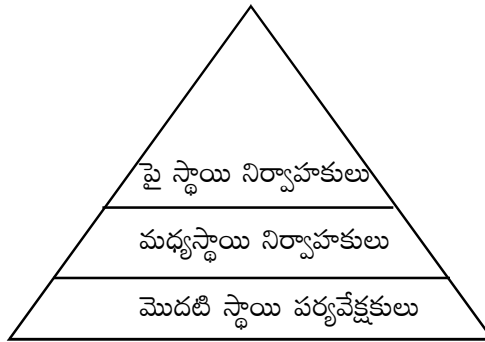 పై స్థాయి నిర్వాహకులు
మధ్యస్థాయి నిర్వాహకులు
మొదటి స్థాయి పర్యవేక్షకులు